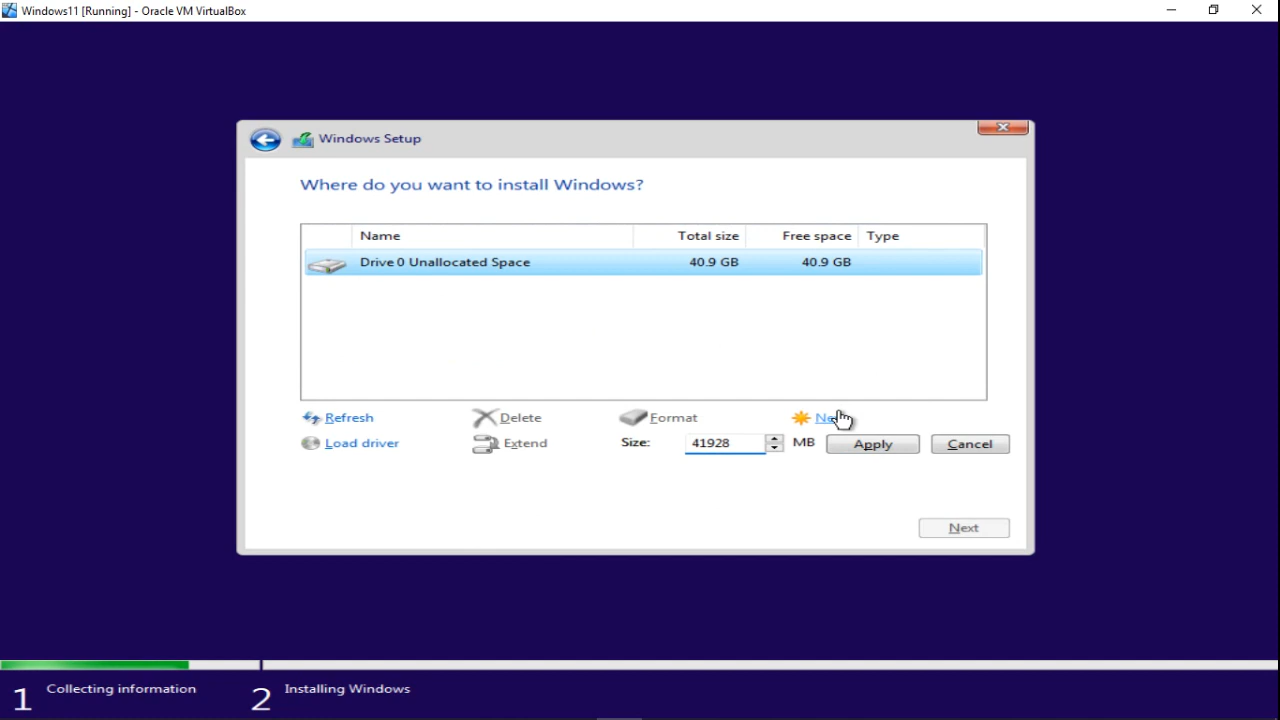 Windows11 [Running] - Oracle VM VirtualBox
Windows Setup
Where do you want to install Windows?
Name Total size Free space Type
Drive 0 Unallocated Space 40.9 GB 40.9 GB
Refresh Delete Format
Load driver Extend Size: 41928 MB Apply Cancel
Next
1 Collecting information 2 Installing Windows